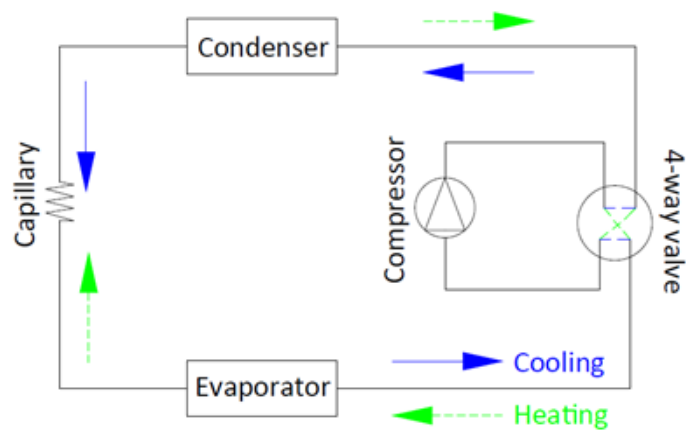 Condenser
Capillary
Compressor
4-way valve
Evaporator
Cooling
Heating